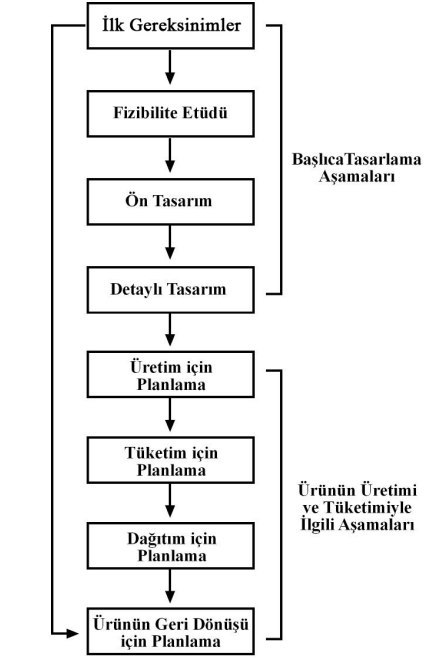 İlk Gereksinimler
Fizibilite Etüdü
BaşlıcaTasarlama
Aşamaları
Ön Tasarım
Detaylı Tasarım
Üretim için
Planlama
Tüketim için
Planlama
Ürünün Üretimi
ve Tüketimiyle
İlgili Aşamaları
Dağıtım için
Planlama
Ürünün Geri Dönüşü
için Planlama